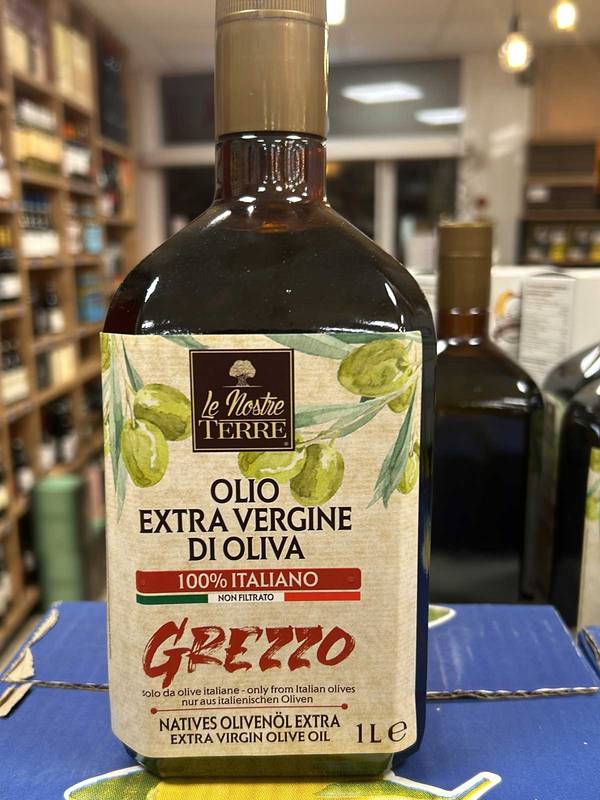 Le Nostre
TERRE
OLIO
EXTRA VERGINE
DI OLIVA
100% ITALIANO
NON FILTRATO
GREZZO
solo da olive italiane - only from Italian olives
nur aus italienischen Oliven
NATIVES OLIVENÖL EXTRA
EXTRA VIRGIN OLIVE OIL
1L e